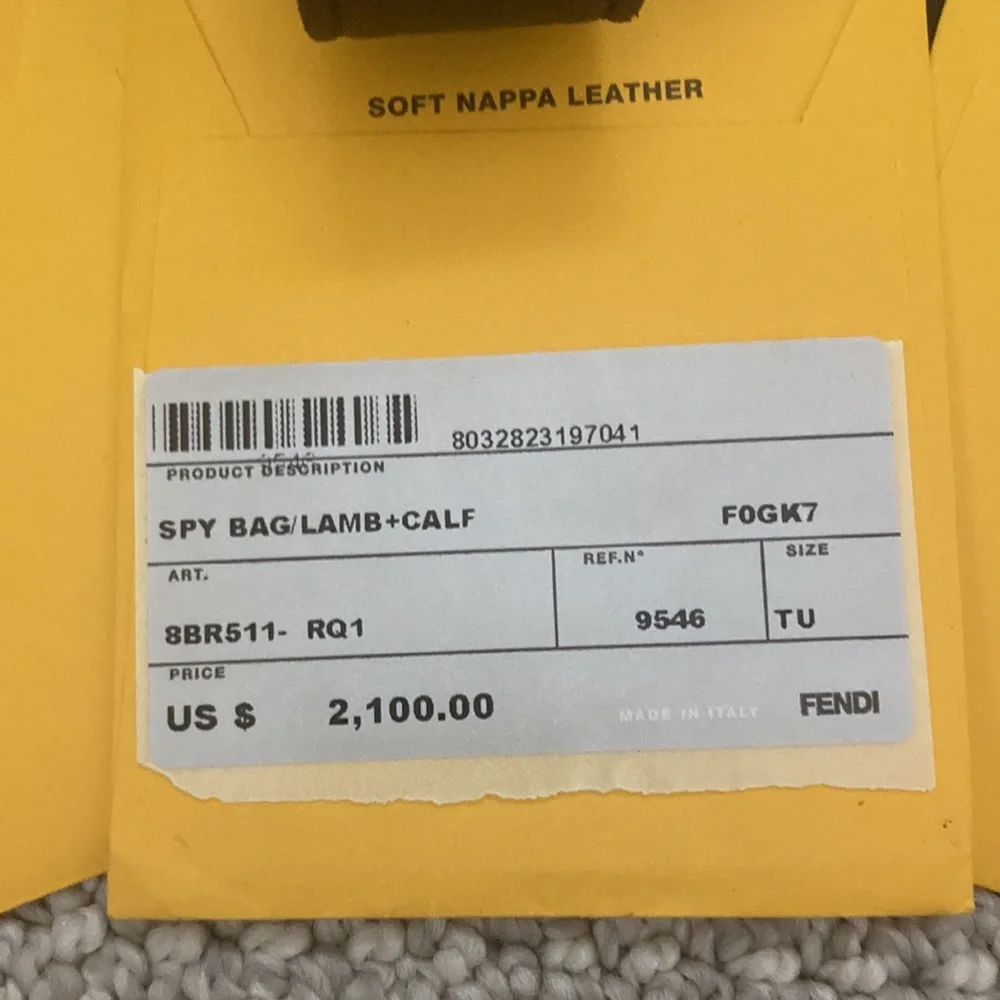 SOFT NAPPA LEATHER
8032823197041
PRODUCT DESCRIPTION
SPY BAG/LAMB+CALF F0GK7
ART. REF.N° SIZE
8BR511- RQ1 9546 TU
PRICE
US $ 2,100.00 MADE IN ITALY FENDI